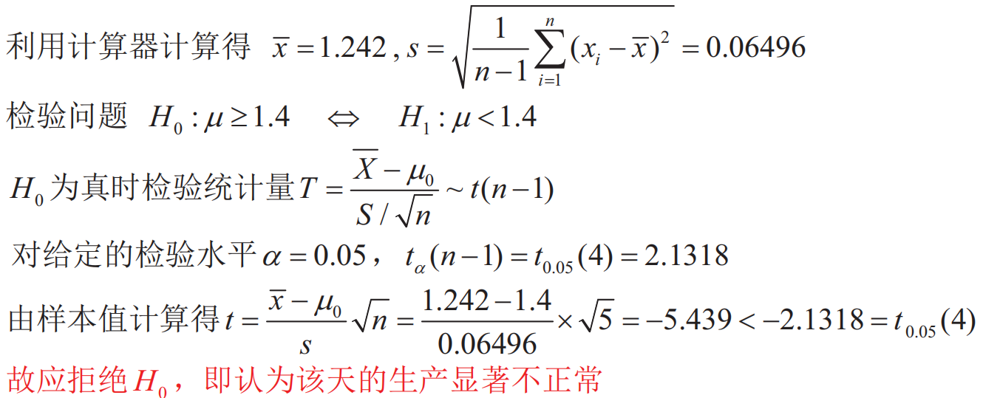 利用计算器计算得 $\overline{x}=1.242, s=\sqrt{\frac{1}{n-1}\sum_{i=1}^{n}(x_i-\overline{x})^2}=0.06496$
检验问题 $H_0:\mu\geq1.4 \quad \Leftrightarrow \quad H_1:\mu<1.4$
$H_0$为真时检验统计量$T=\frac{\overline{X}-\mu_0}{S/\sqrt{n}}\sim t(n-1)$
对给定的检验水平$\alpha=0.05$，$t_{\alpha}(n-1)=t_{0.05}(4)=2.1318$
由样本值计算得$t=\frac{\overline{x}-\mu_0}{s}\sqrt{n}=\frac{1.242-1.4}{0.06496}\times\sqrt{5}=-5.439<-2.1318=t_{0.05}(4)$
故应拒绝$H_0$，即认为该天的生产显著不正常